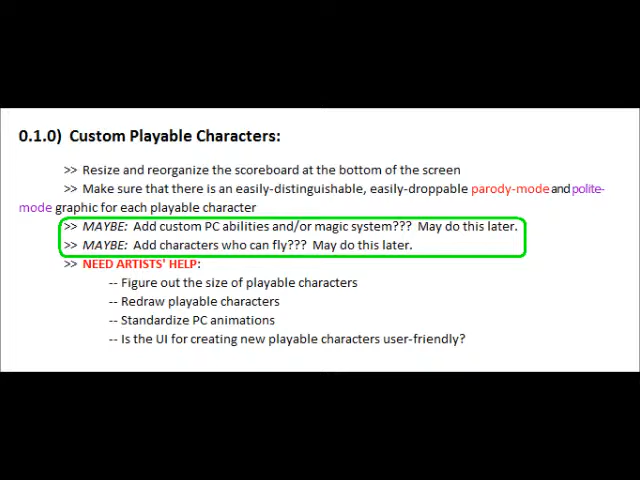 0.1.0) Custom Playable Characters:
>> Resize and reorganize the scoreboard at the bottom of the screen
>> Make sure that there is an easily-distinguishable, easily-droppable parody-mode and polite-
mode graphic for each playable character
>> MAYBE: Add custom PC abilities and/or magic system??? May do this later.
>> MAYBE: Add characters who can fly??? May do this later.
>> NEED ARTISTS' HELP:
-- Figure out the size of playable characters
-- Redraw playable characters
-- Standardize PC animations
-- Is the UI for creating new playable characters user-friendly?